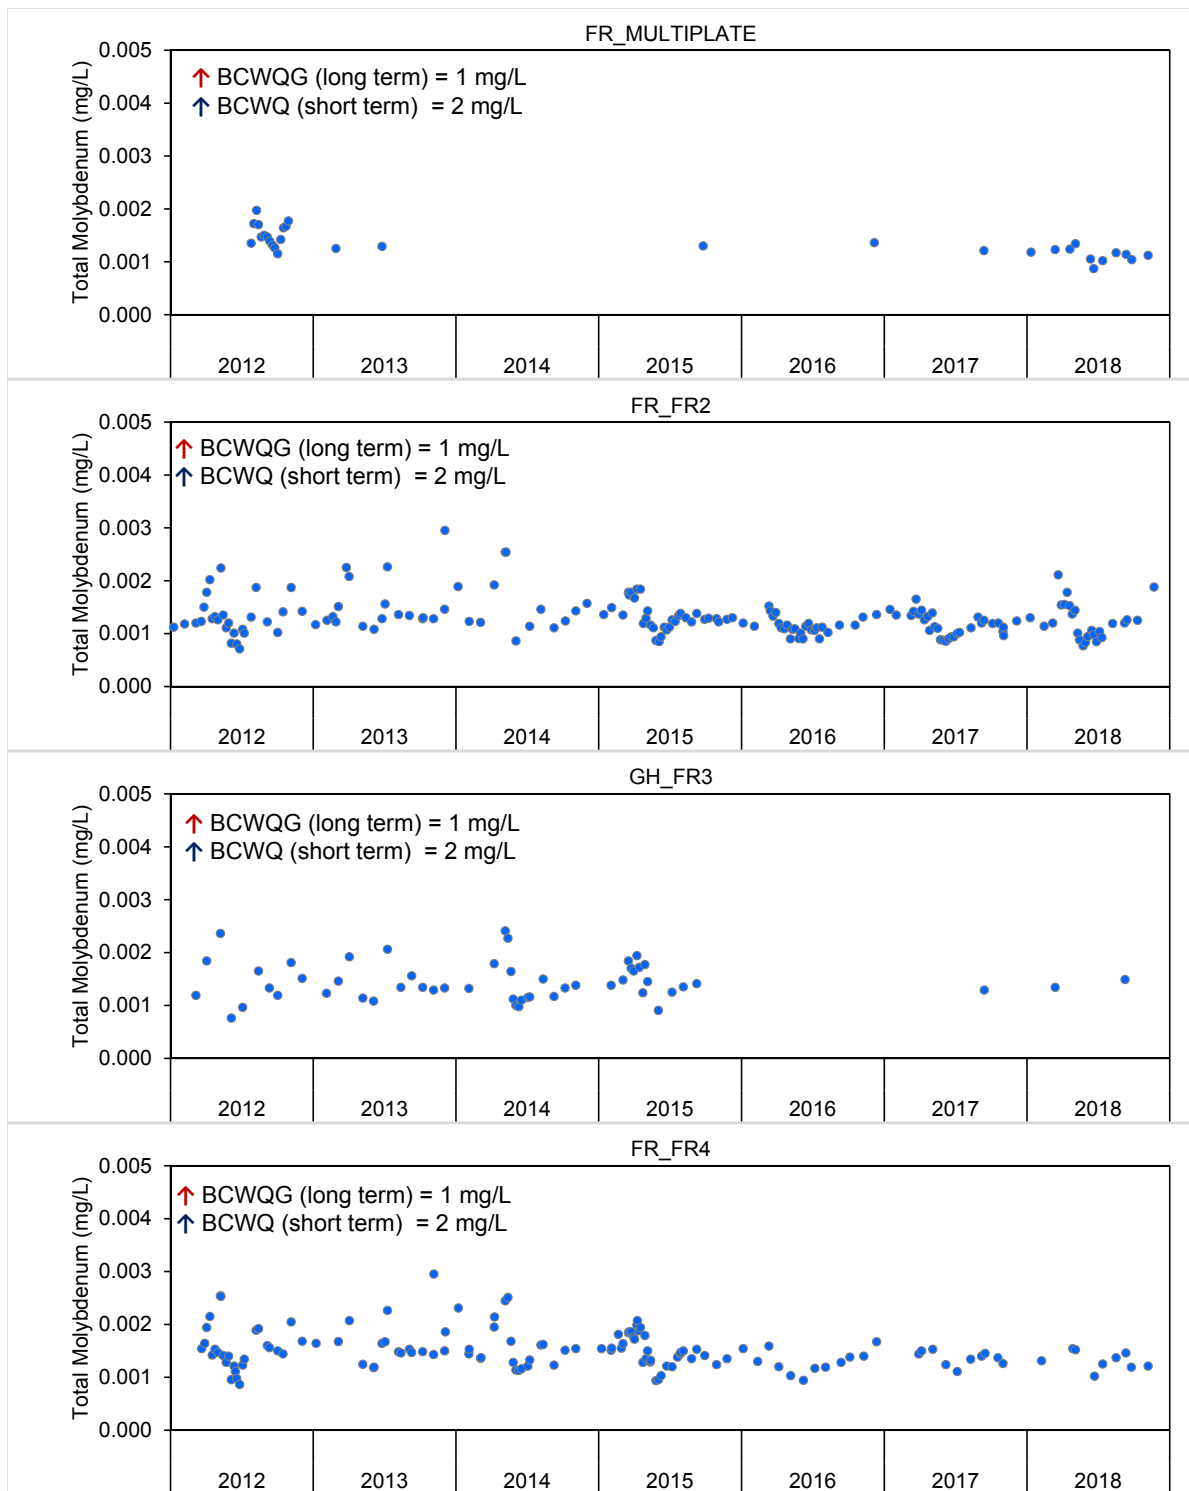 FR_MULTIPLATE
Total Molybdenum (mg/L)
0.005
0.004
0.003
0.002
0.001
0.000
↑ BCWQG (long term) = 1 mg/L
↑ BCWQ (short term)  = 2 mg/L
2012 2013 2014 2015 2016 2017 2018
FR_FR2
Total Molybdenum (mg/L)
0.005
0.004
0.003
0.002
0.001
0.000
↑ BCWQG (long term) = 1 mg/L
↑ BCWQ (short term)  = 2 mg/L
2012 2013 2014 2015 2016 2017 2018
GH_FR3
Total Molybdenum (mg/L)
0.005
0.004
0.003
0.002
0.001
0.000
↑ BCWQG (long term) = 1 mg/L
↑ BCWQ (short term)  = 2 mg/L
2012 2013 2014 2015 2016 2017 2018
FR_FR4
Total Molybdenum (mg/L)
0.005
0.004
0.003
0.002
0.001
0.000
↑ BCWQG (long term) = 1 mg/L
↑ BCWQ (short term)  = 2 mg/L
2012 2013 2014 2015 2016 2017 2018